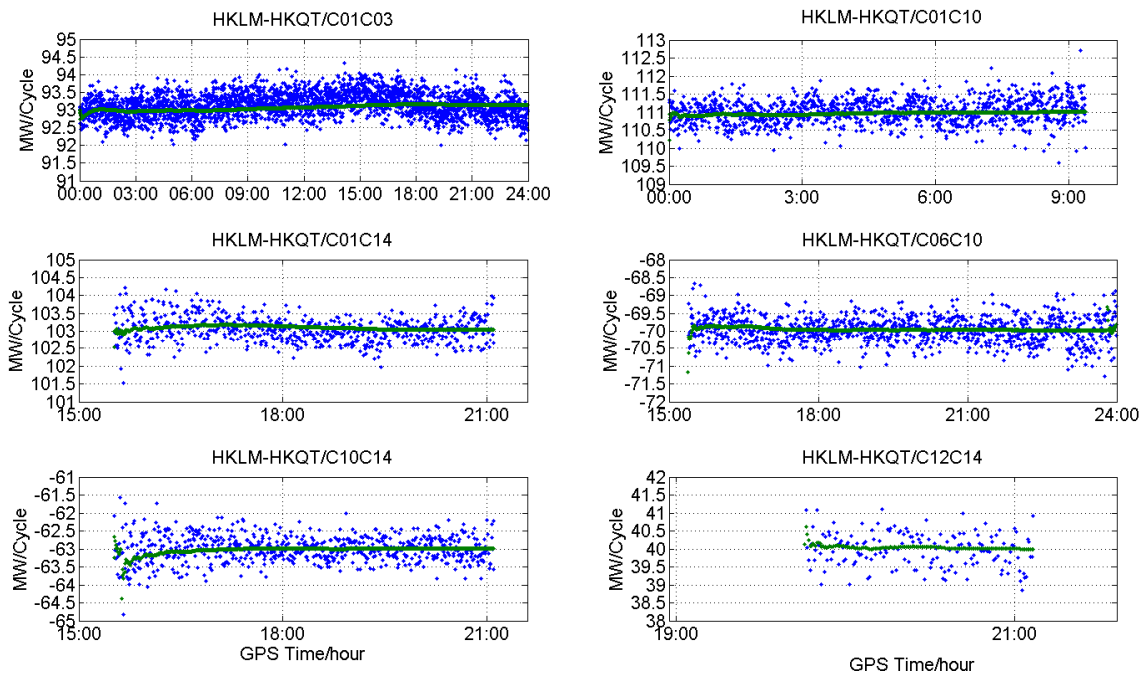 HKLM-HKQT/C01C03
95
94.5
94
93.5
93
92.5
92
91.5
91
MW/Cycle
00:00 03:00 06:00 09:00 12:00 15:00 18:00 21:00 24:00
HKLM-HKQT/C01C10
113
112.5
112
111.5
111
110.5
110
109.5
109
MW/Cycle
00:00 3:00 6:00 9:00
HKLM-HKQT/C01C14
105
104.5
104
103.5
103
102.5
102
101.5
101
MW/Cycle
15:00 18:00 21:00
HKLM-HKQT/C06C10
-68
-68.5
-69
-69.5
-70
-70.5
-71
-71.5
-72
MW/Cycle
15:00 18:00 21:00 24:00
HKLM-HKQT/C10C14
-61
-61.5
-62
-62.5
-63
-63.5
-64
-64.5
-65
MW/Cycle
15:00 18:00 21:00
GPS Time/hour
HKLM-HKQT/C12C14
42
41.5
41
40.5
40
39.5
39
38.5
38
MW/Cycle
19:00 21:00
GPS Time/hour